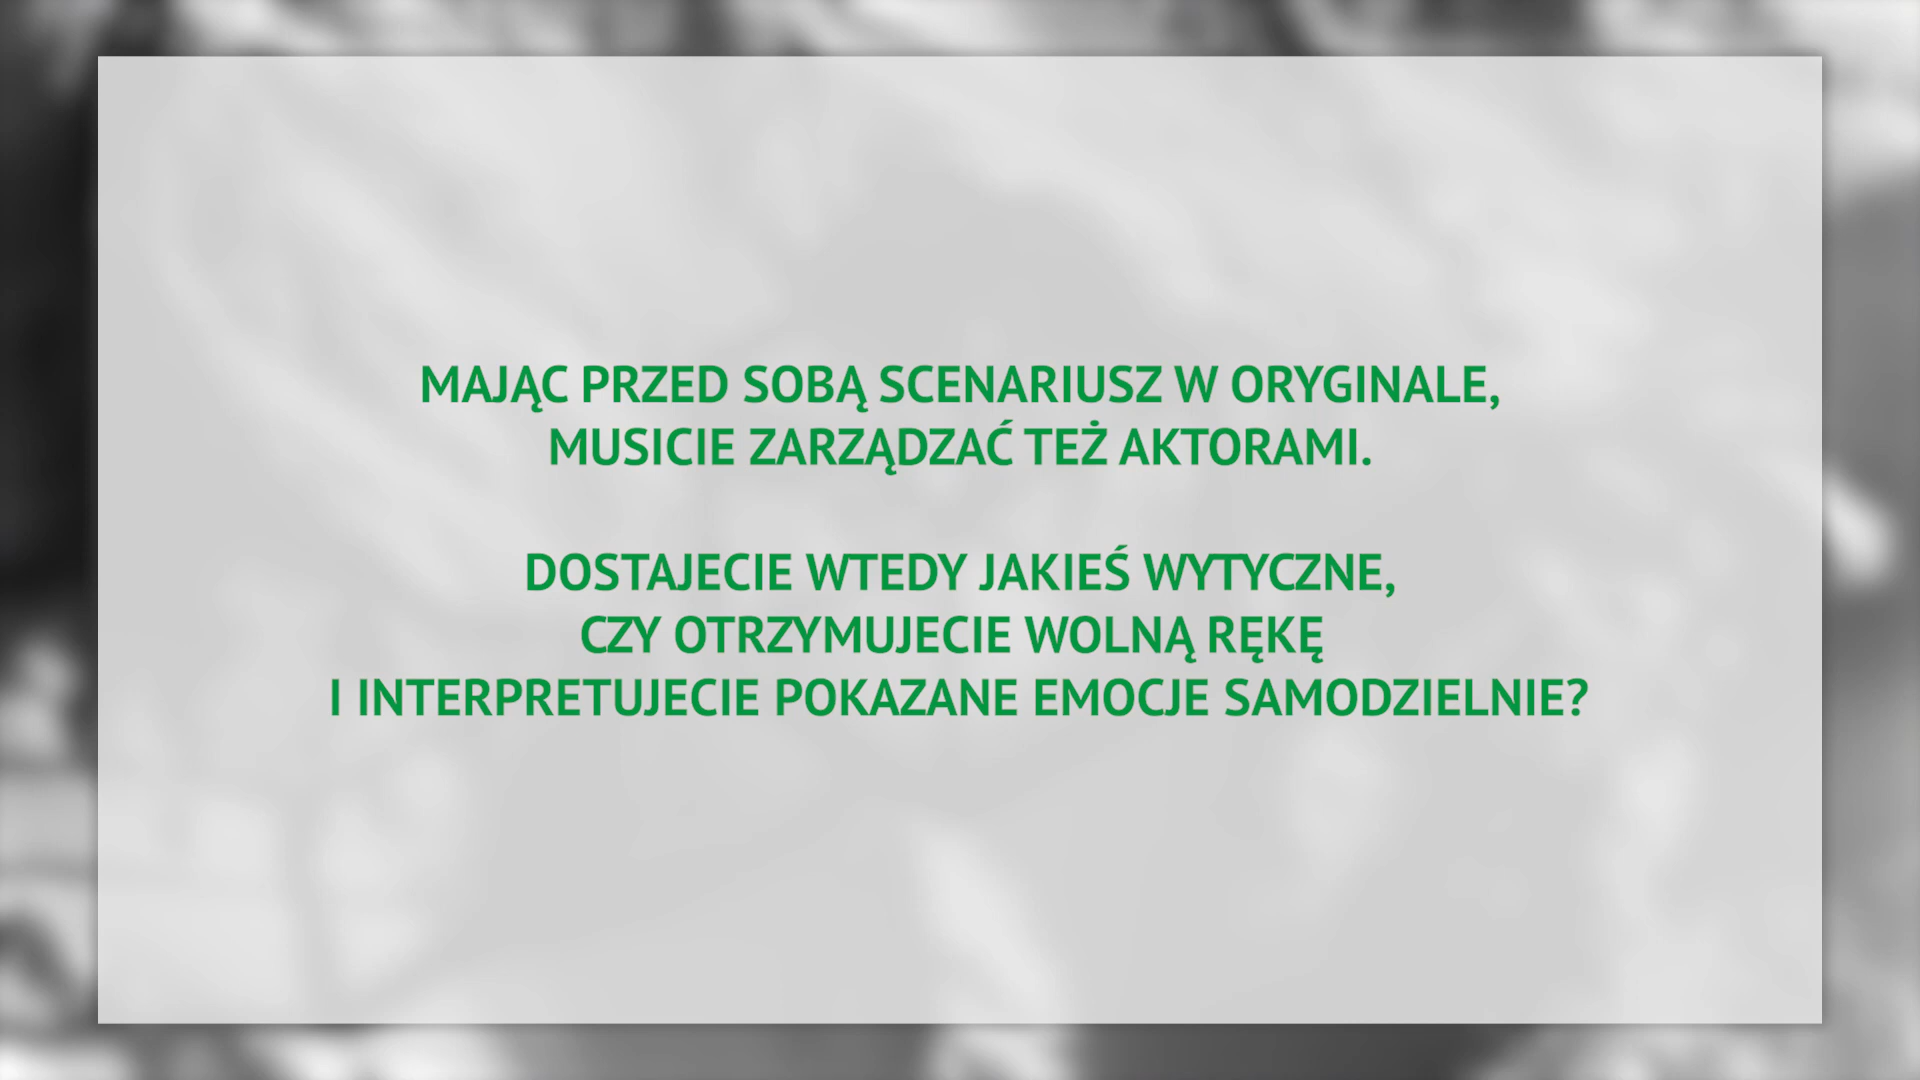 MAJĄC PRZED SOBĄ SCENARIUSZ W ORYGINALE,
MUSICIE ZARZĄDZAĆ TEŻ AKTORAMI.
DOSTAJECIE WTEDY JAKIEŚ WYTYCZNE,
CZY OTRZYMUJECIE WOLNĄ RĘKĘ
I INTERPRETUJECIE POKAZANE EMOCJE SAMODZIELNIE?